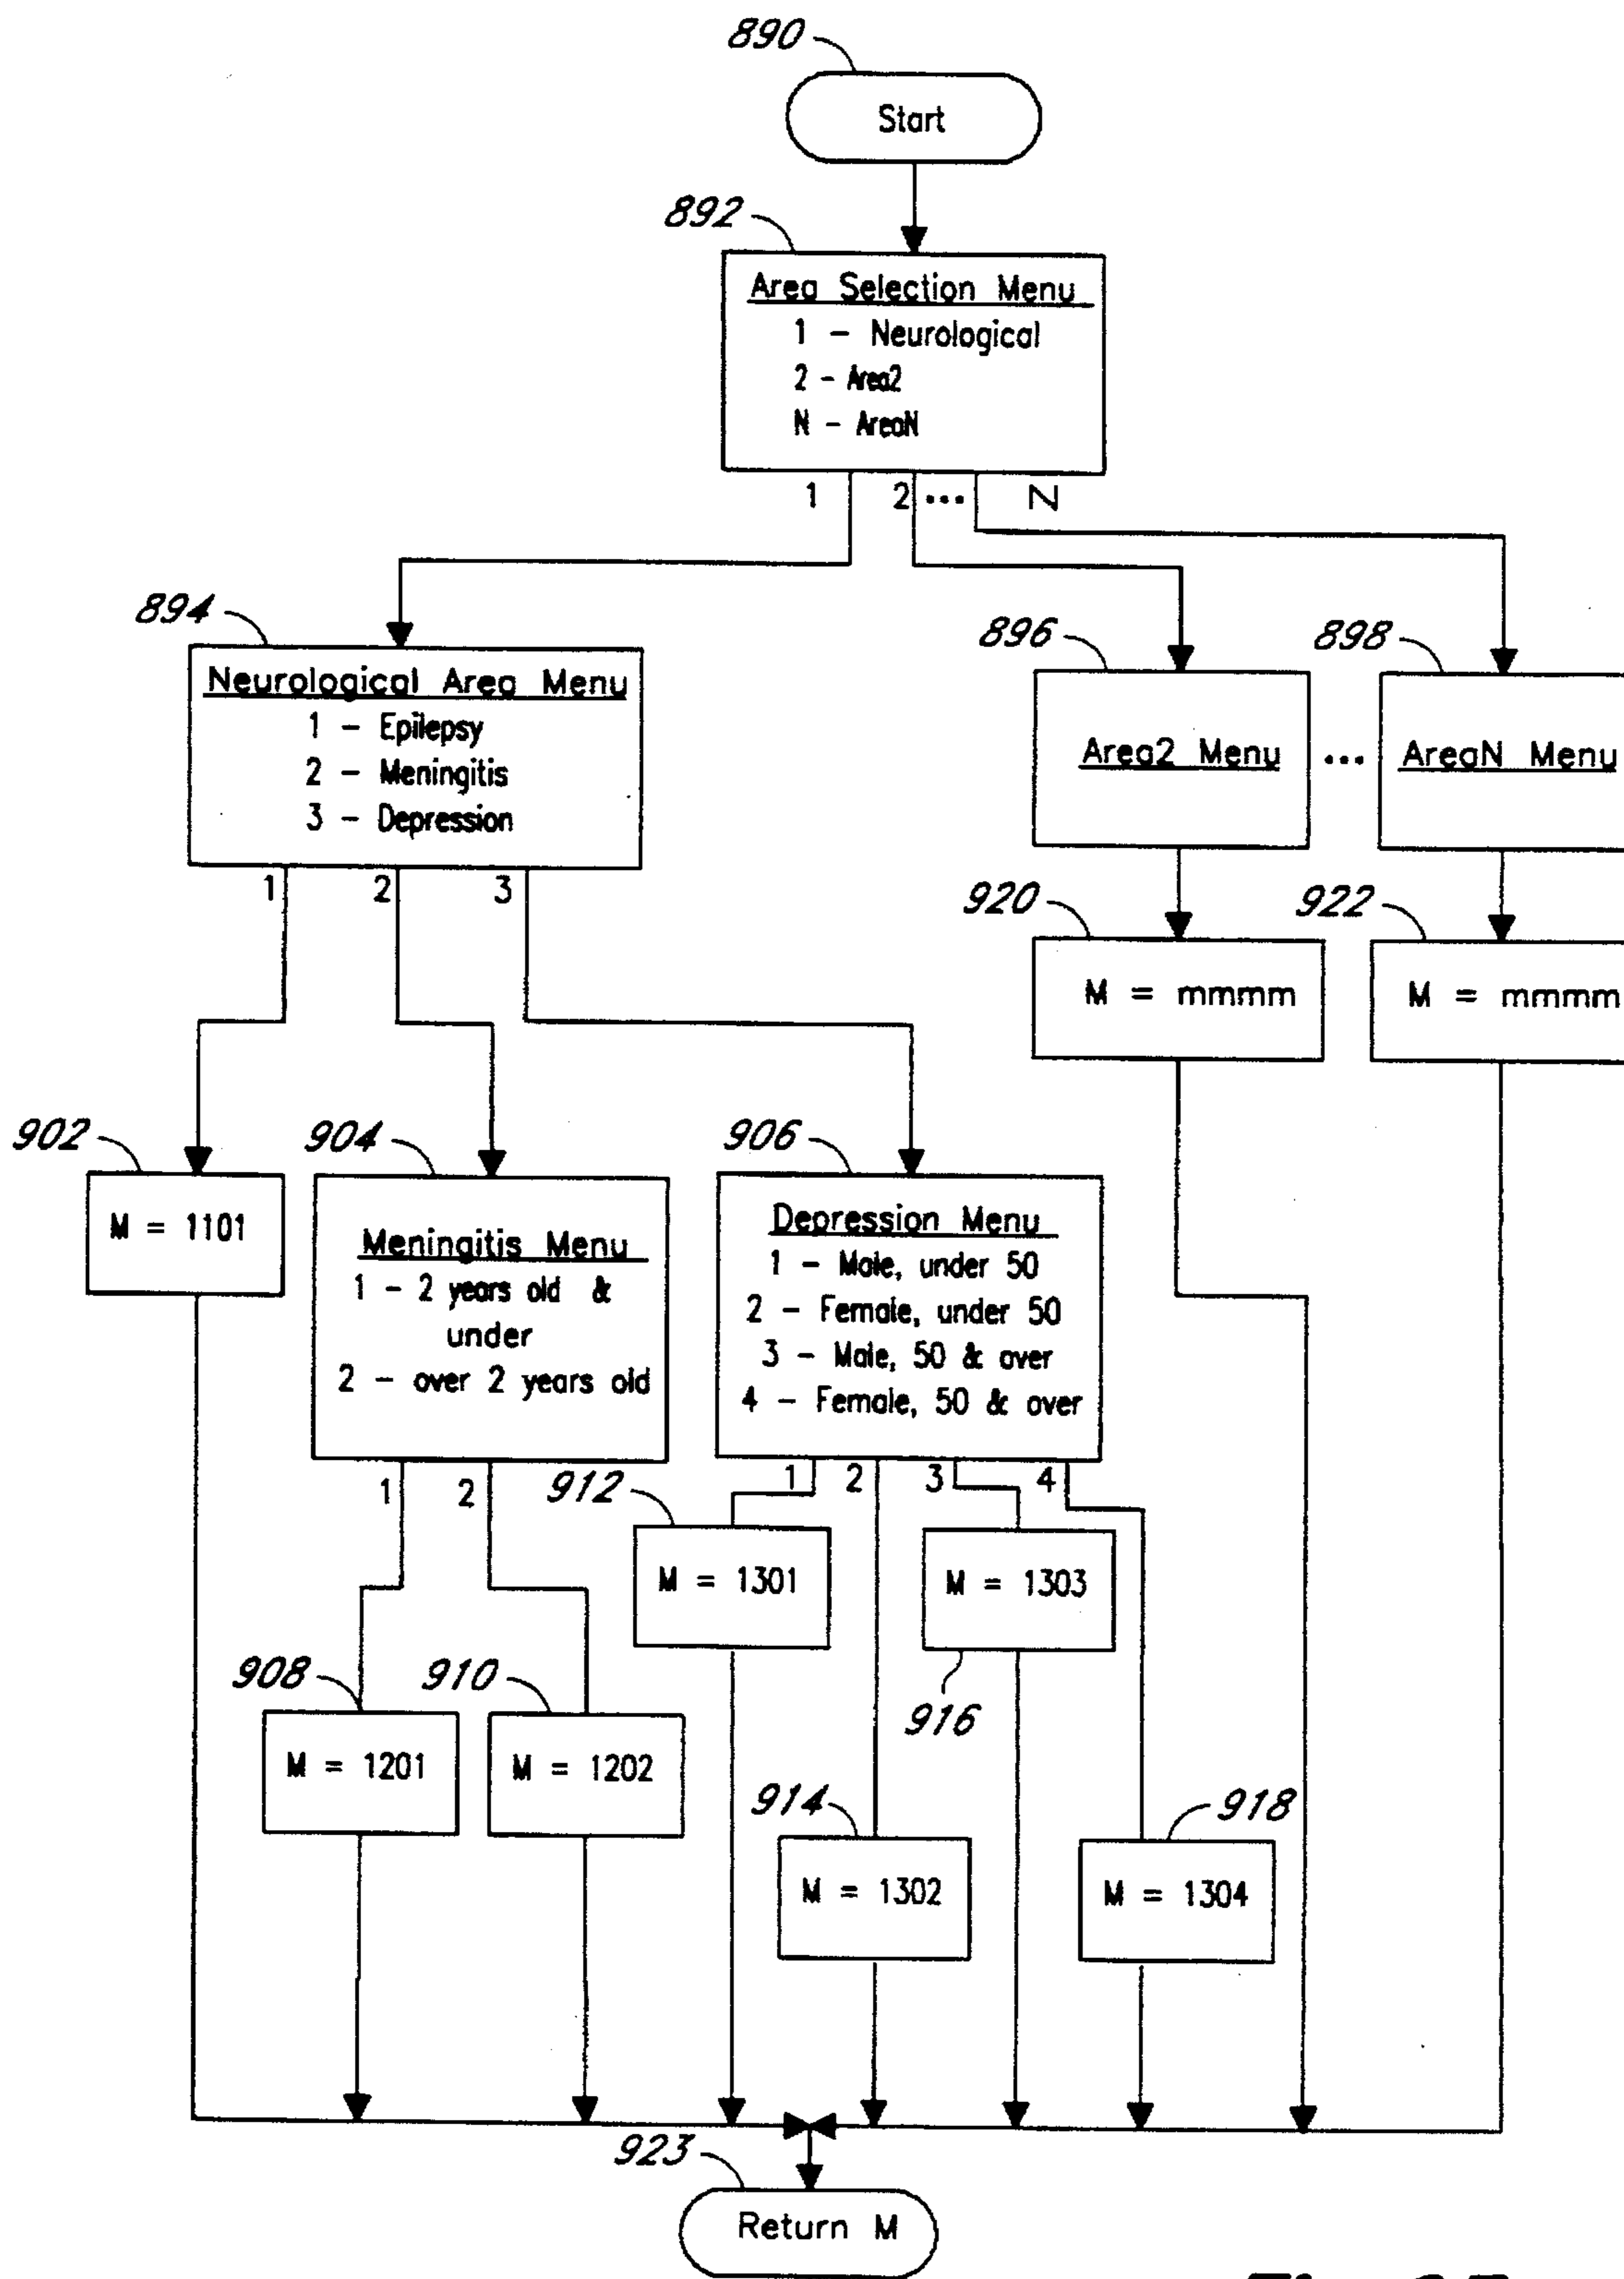 890
Start
892
Area Selection Menu
1 - Neurological
2 - Area2
N - AreaN
1 2 ... N
894
Neurological Area Menu
1 - Epilepsy
2 - Meningitis
3 - Depression
1 2 3
896
Area2 Menu
...
898
AreaN Menu
920
M = mmmm
922
M = mmmm
902
M = 1101
904
Meningitis Menu
1 - 2 years old &
under
2 - over 2 years old
1 2
906
Depression Menu
1 - Male, under 50
2 - Female, under 50
3 - Male, 50 & over
4 - Female, 50 & over
1 2 3 4
912
M = 1301
M = 1303
916
908
M = 1201
910
M = 1202
914
M = 1302
918
M = 1304
923
Return M